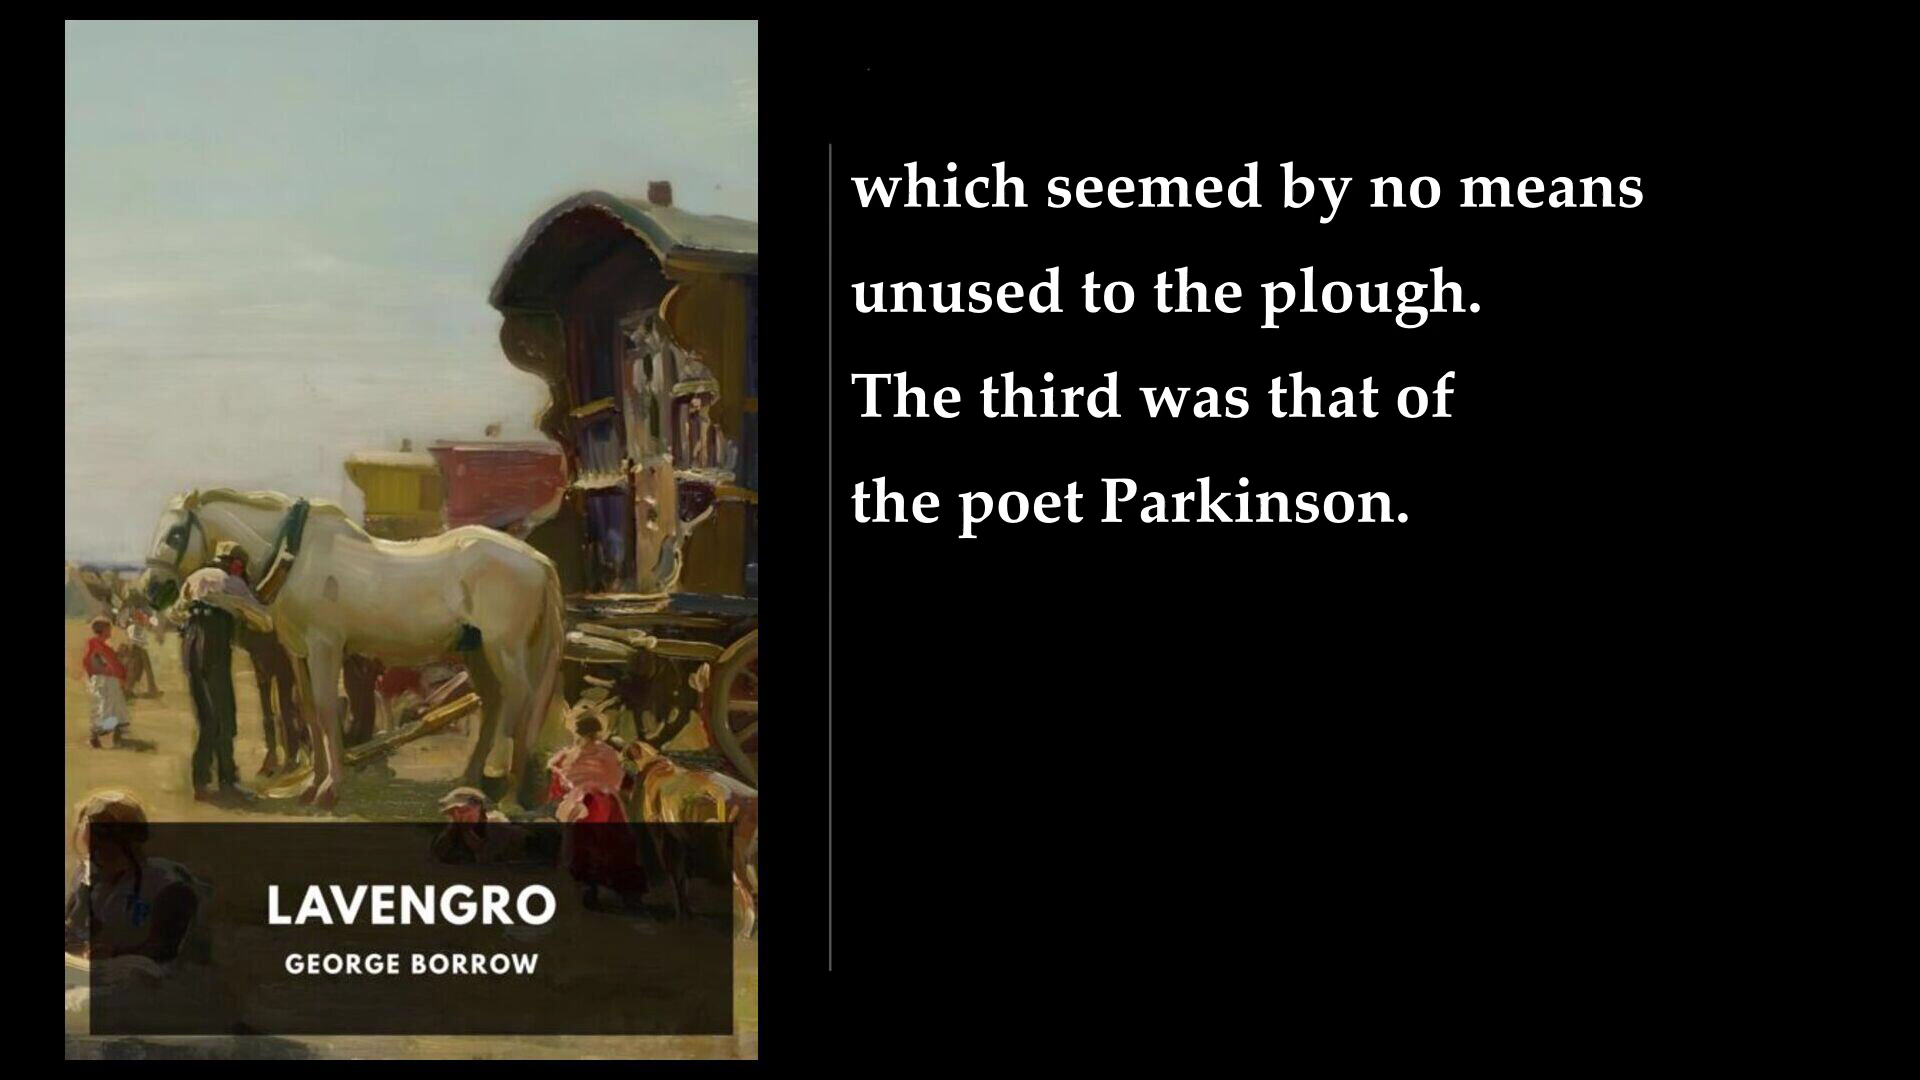 which seemed by no means
unused to the plough.
The third was that of
the poet Parkinson.
LAVENGRO
GEORGE BORROW